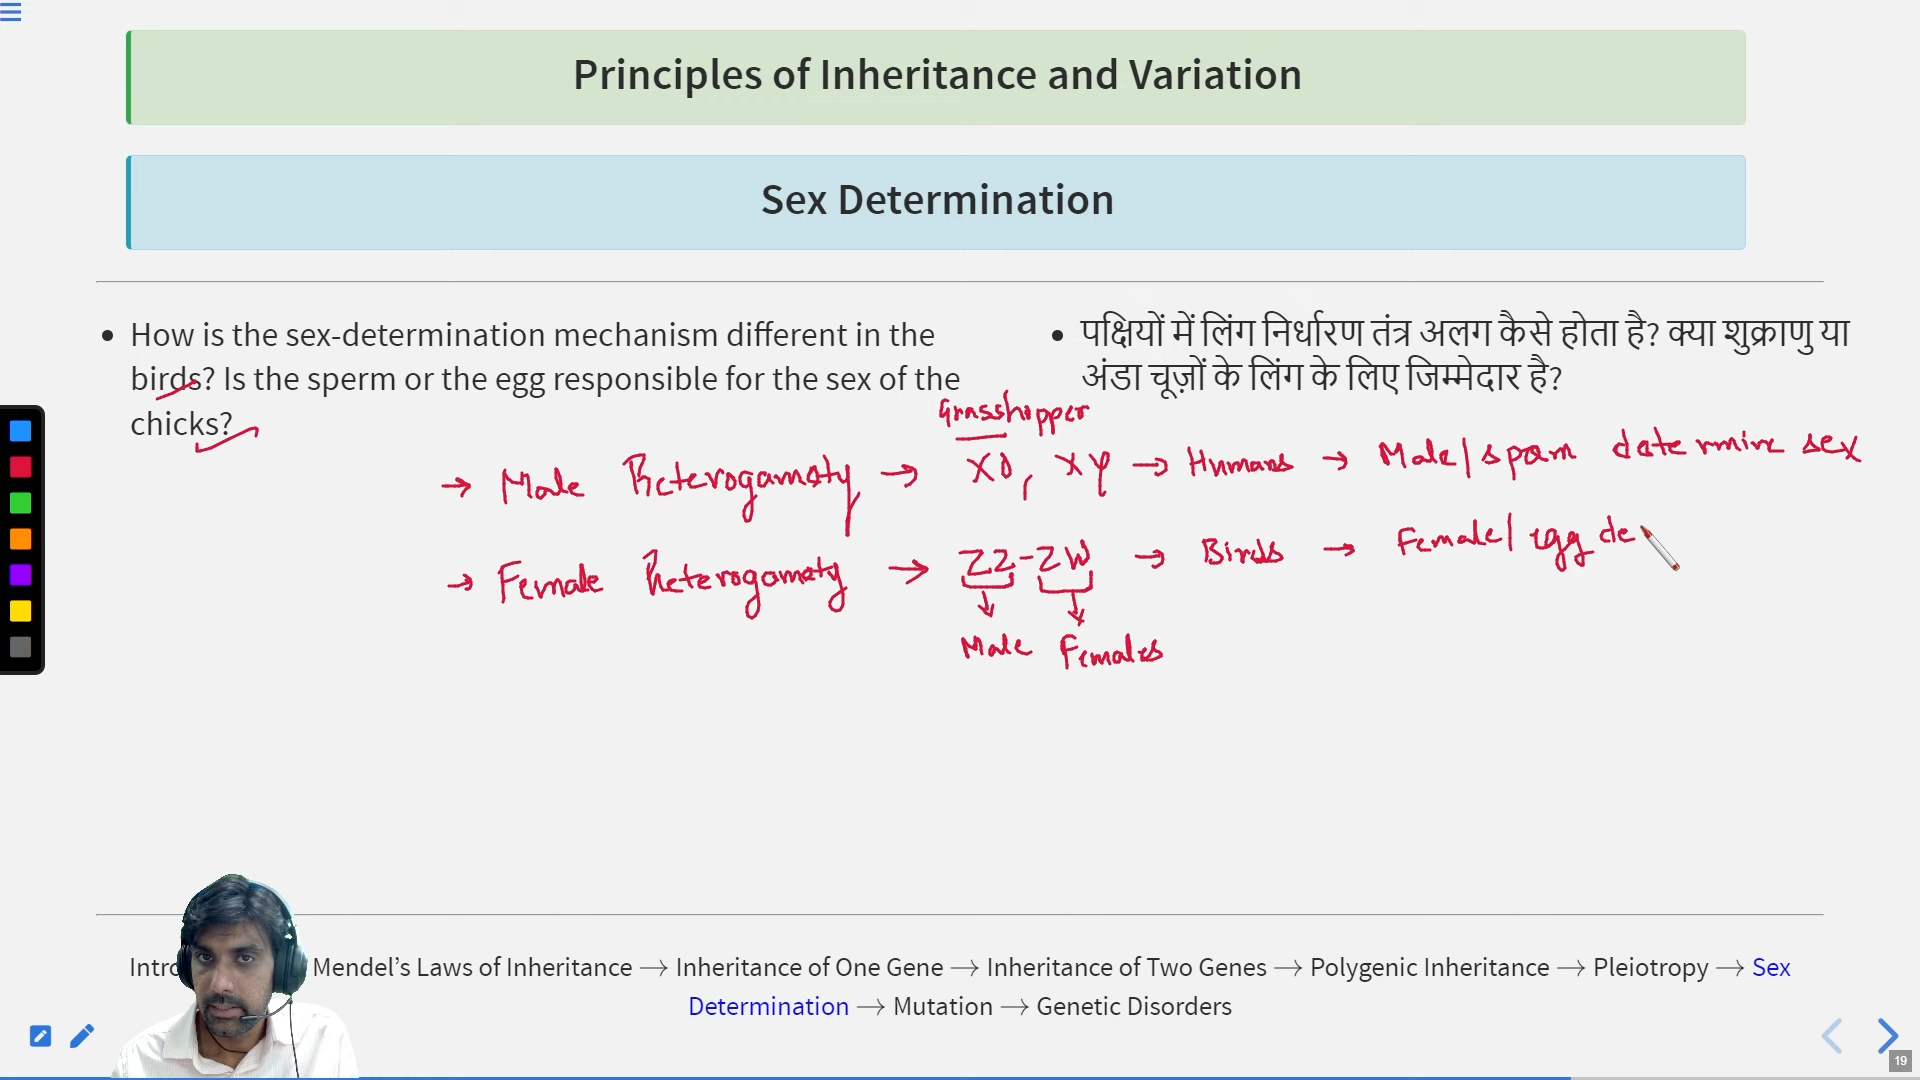 Principles of Inheritance and Variation
Sex Determination
• How is the sex-determination mechanism different in the
birds? Is the sperm or the egg responsible for the sex of the
chicks?
• पक्षियों में लिंग निर्धारण तंत्र अलग कैसे होता है? क्या शुक्राणु या
अंडा चूज़ों के लिंग के लिए जिम्मेदार है?
Grasshopper
→ Male Heterogamety → XO, XY → Humans → Male/sparm datermine sex
→ Female heterogamety → ZZ-ZW → Birds → Female/egg de
Male Females
Mendel’s Laws of Inheritance → Inheritance of One Gene → Inheritance of Two Genes → Polygenic Inheritance → Pleiotropy → Sex
Determination → Mutation → Genetic Disorders
19